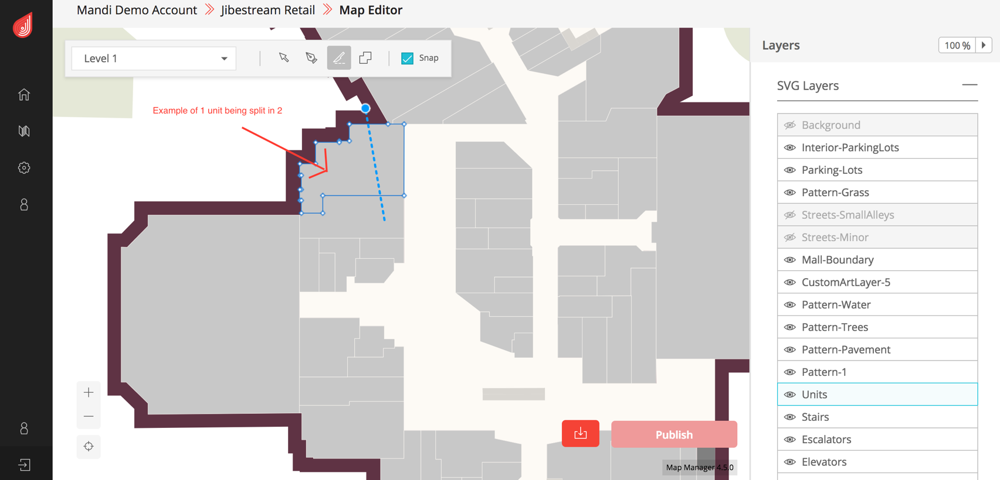 Mandi Demo Account
Jibestream Retail
Map Editor
Level 1
Snap
Layers
100 %
SVG Layers
Example of 1 unit being split in 2
Background
Interior-ParkingLots
Parking-Lots
Pattern-Grass
Streets-SmallAlleys
Streets-Minor
Mall-Boundary
CustomArtLayer-5
Pattern-Water
Pattern-Trees
Pattern-Pavement
Pattern-1
Units
Stairs
Escalators
Elevators
Publish
Map Manager 4.5.0